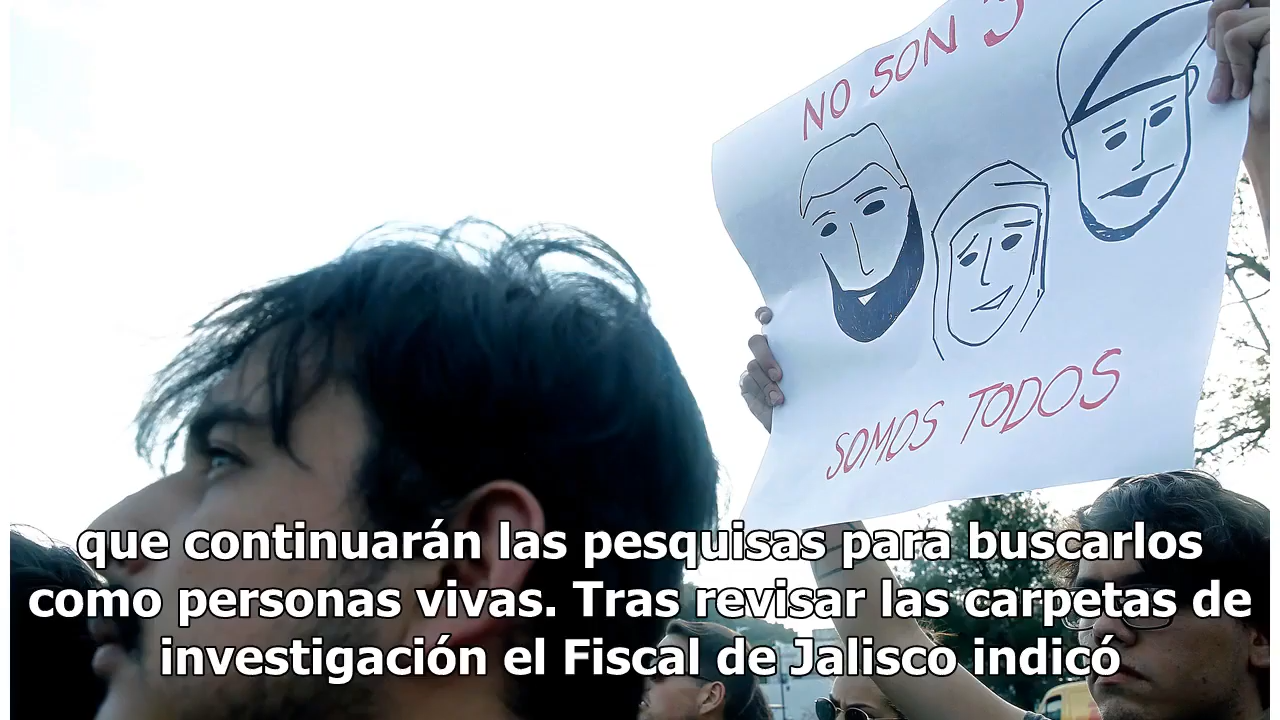 NO SON 3
SOMOS TODOS
que continuarán las pesquisas para buscarlos
como personas vivas. Tras revisar las carpetas de
investigación el Fiscal de Jalisco indicó